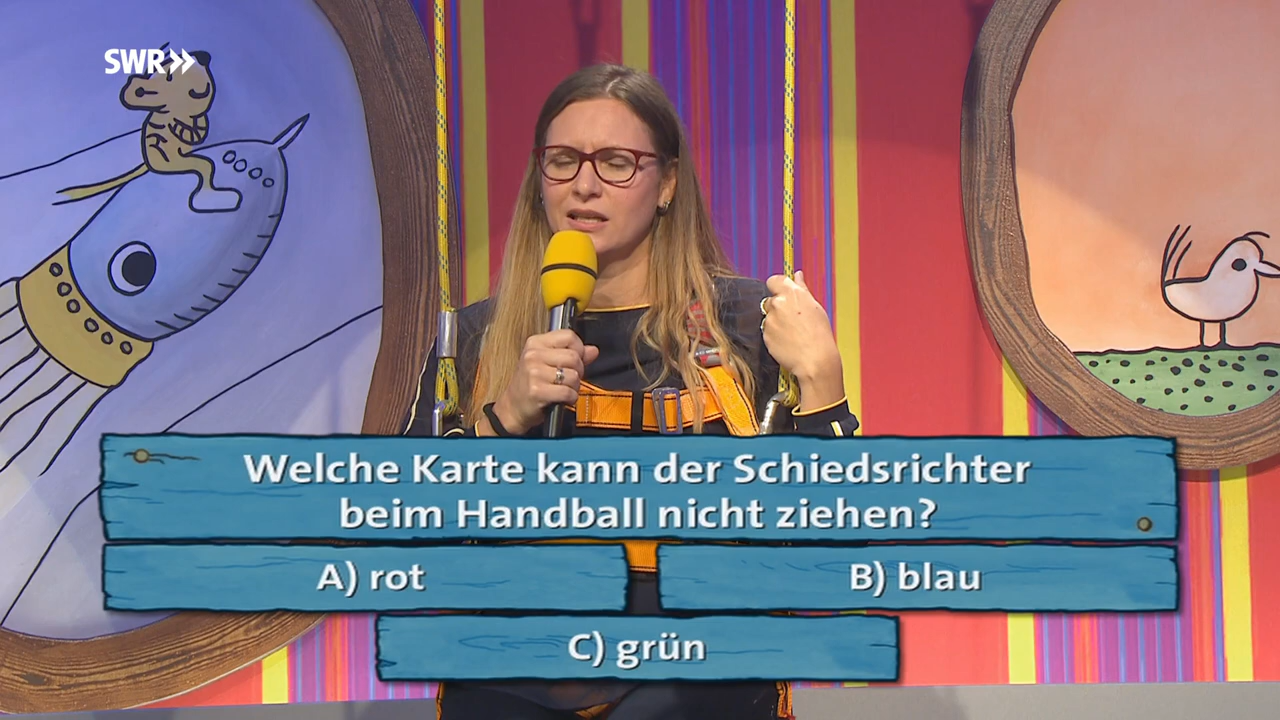 SWR»
Welche Karte kann der Schiedsrichter
beim Handball nicht ziehen?
A) rot
B) blau
C) grün